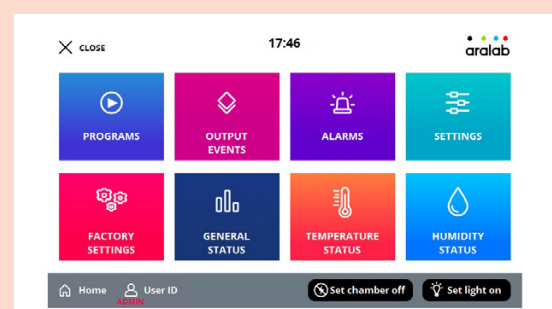 CLOSE
17:46
aralab
PROGRAMS
OUTPUT
EVENTS
ALARMS
SETTINGS
FACTORY
SETTINGS
GENERAL
STATUS
TEMPERATURE
STATUS
HUMIDITY
STATUS
Home
User ID
ADMIN
Set chamber off
Set light on